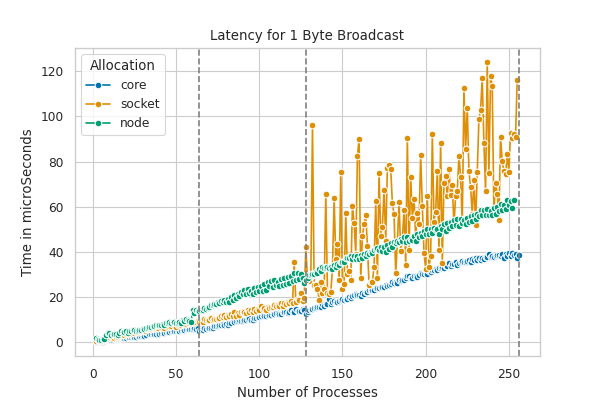 Latency for 1 Byte Broadcast
Allocation
core
socket
node
Time in microSeconds
120
100
80
60
40
20
0
0 50 100 150 200 250
Number of Processes